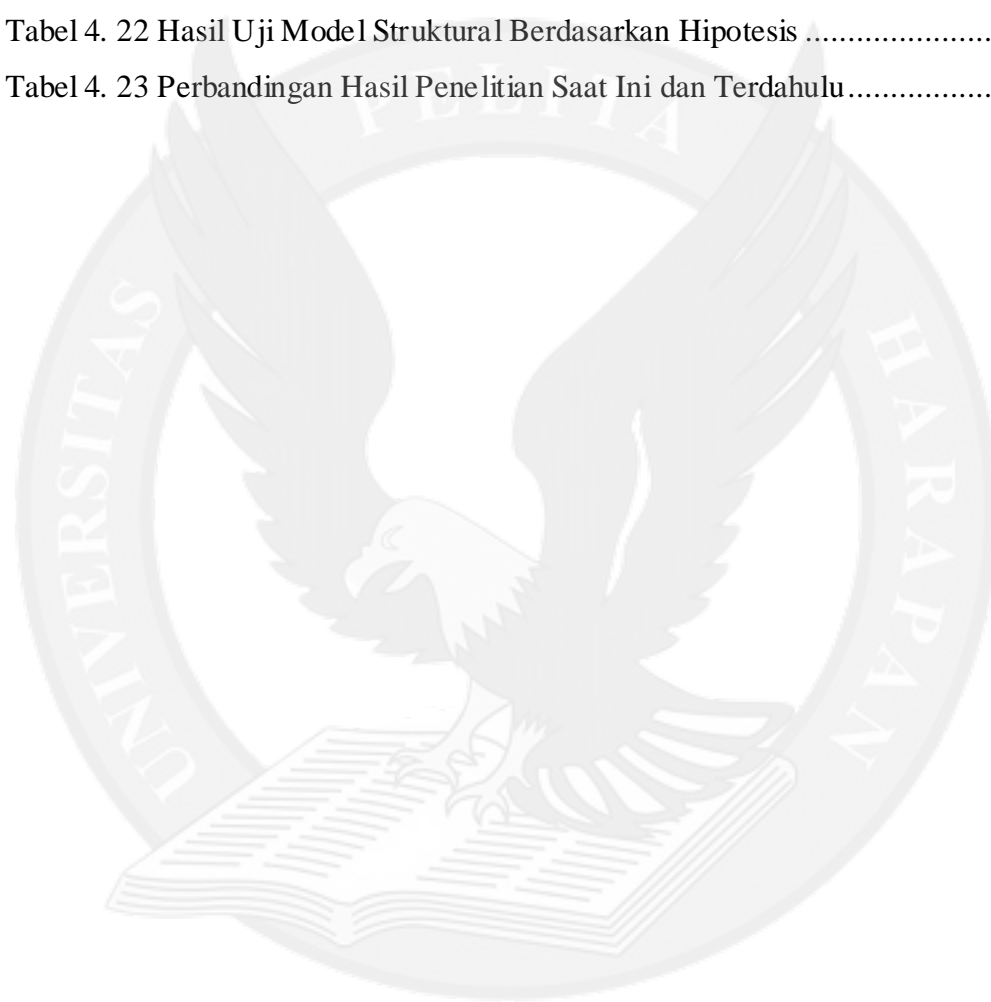 Tabel 4. 22 Hasil Uji Model Struktural Berdasarkan Hipotesis ......................
Tabel 4. 23 Perbandingan Hasil Penelitian Saat Ini dan Terdahulu.................
UNIVERSITAS PELITA HARAPAN